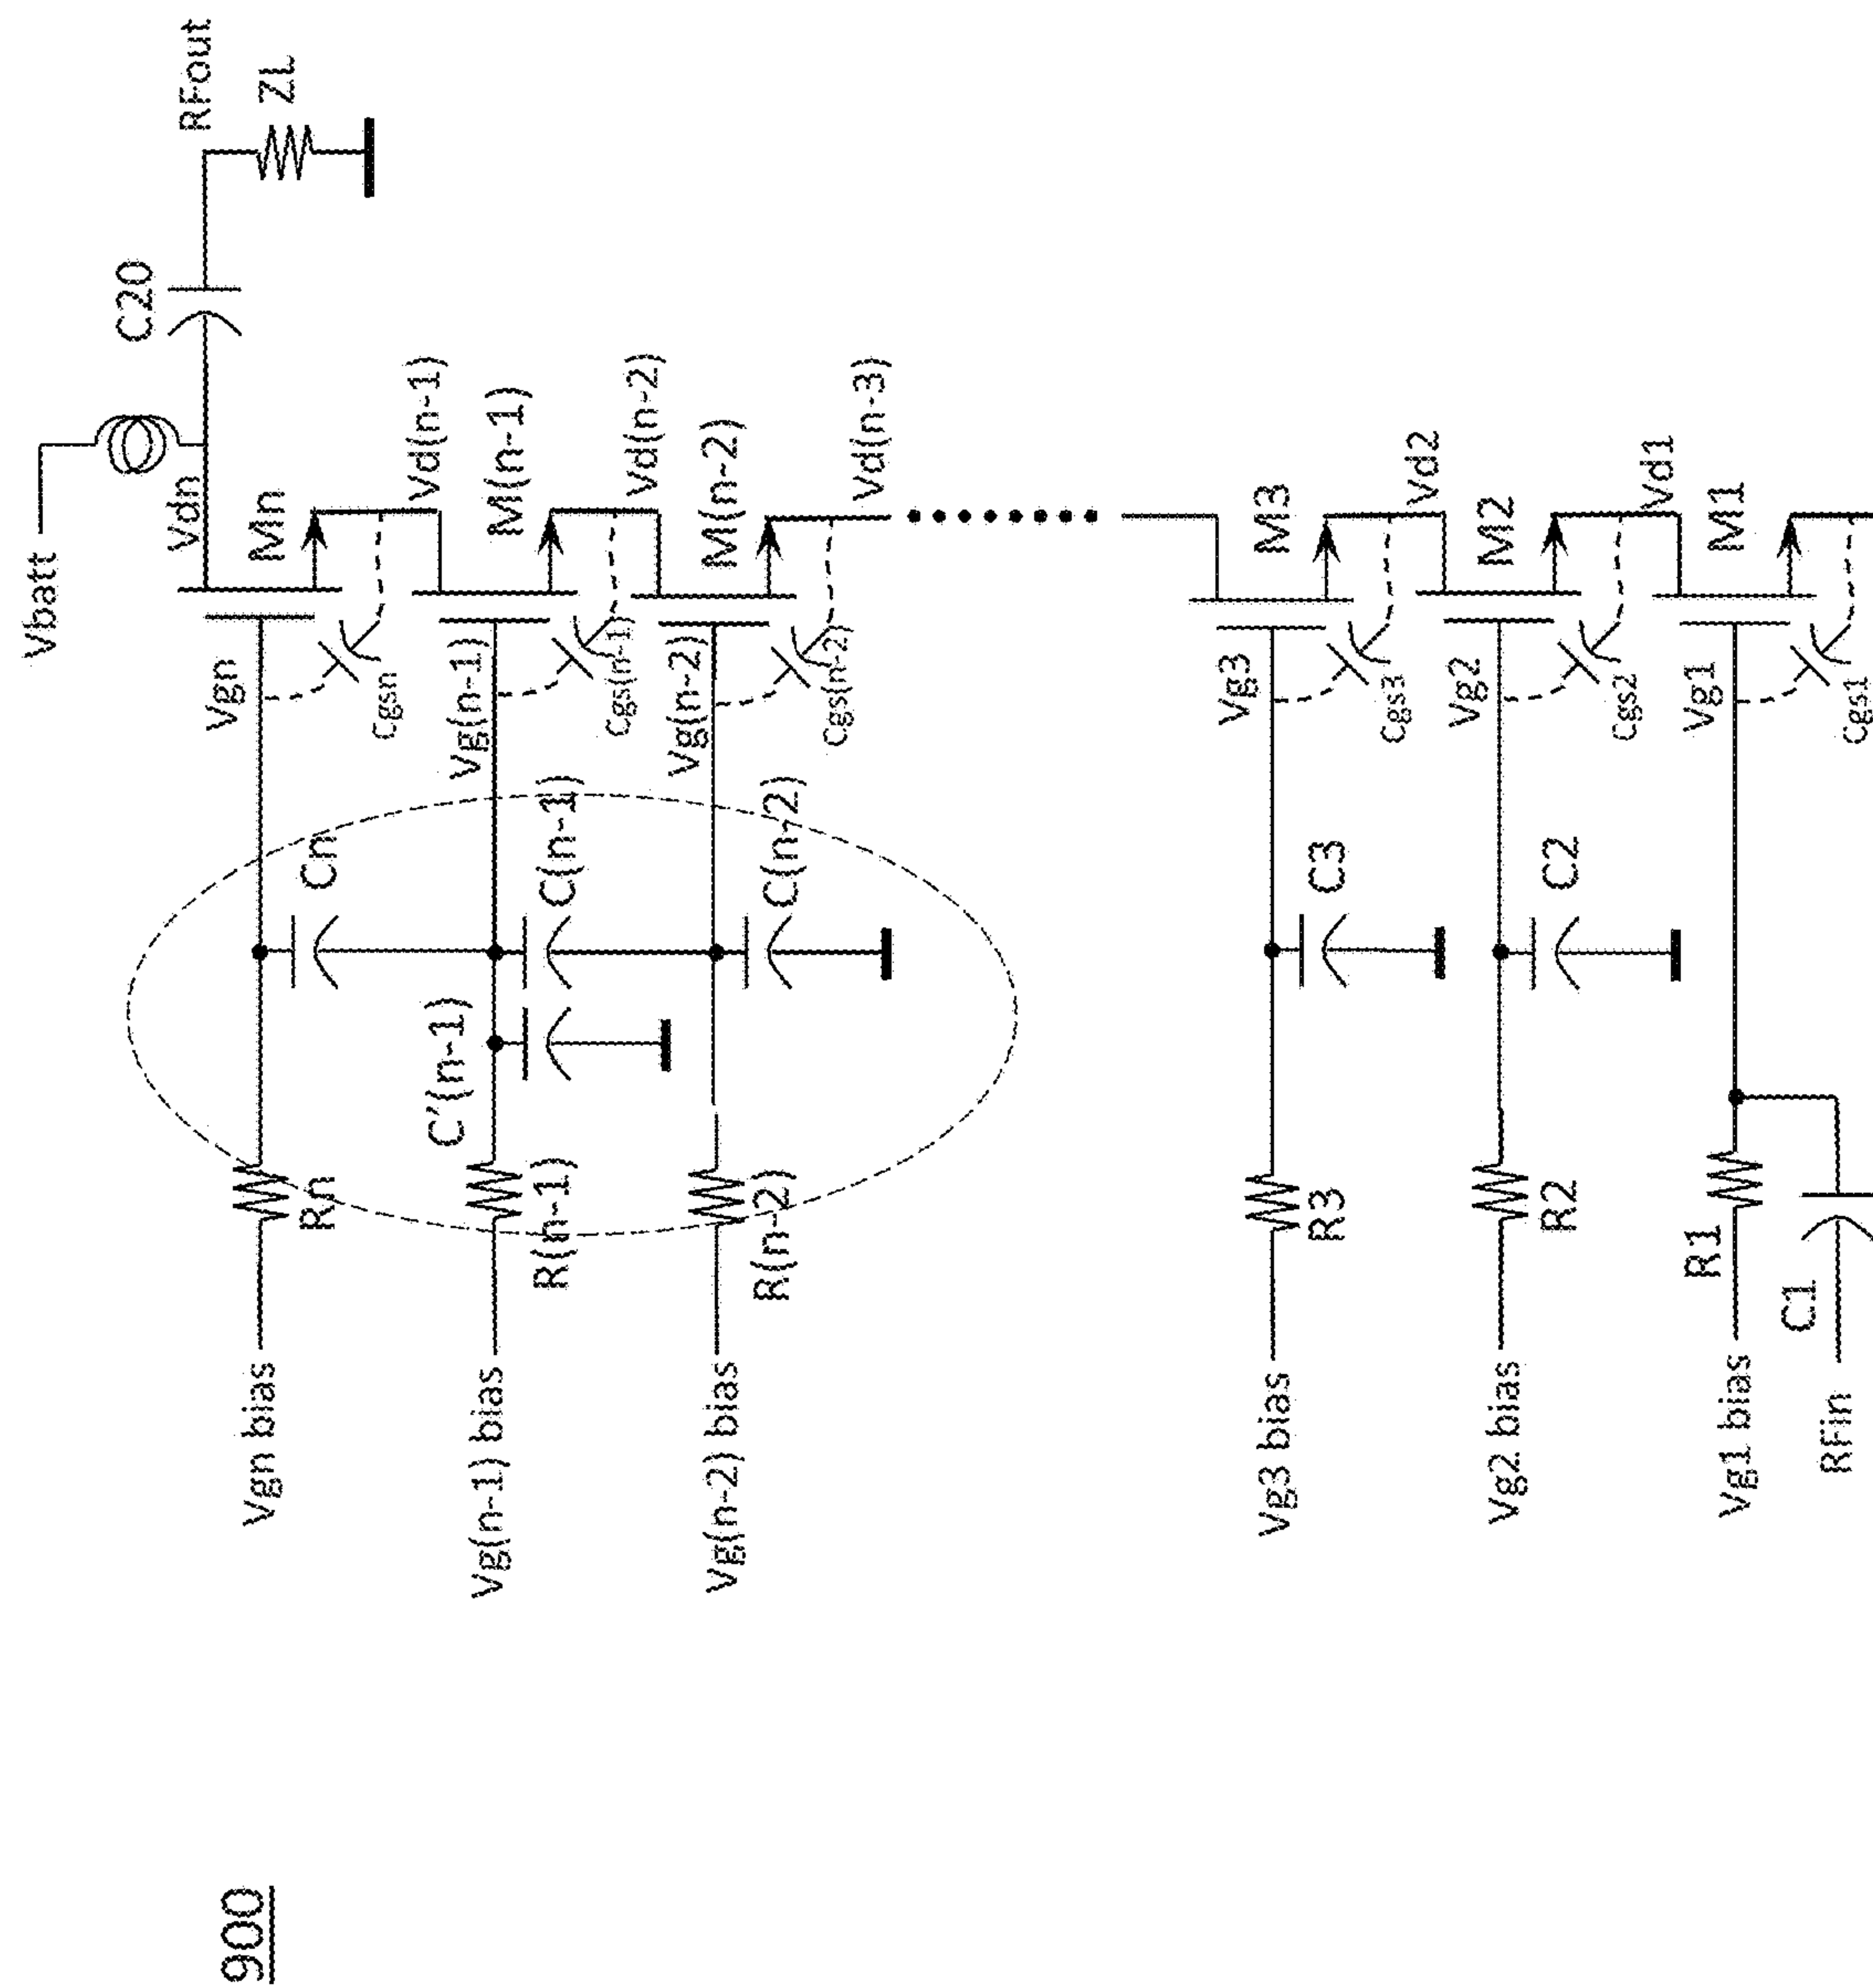 900
Vbatt
RFout
C20
ZL
Vdn
Mn
Vgn
Cgsn
Cn
Rn
Vgn bias
Vd(n-1)
M(n-1)
Vg(n-1)
Cgs(n-1)
C(n-1)
C'(n-1)
R(n-1)
Vg(n-1) bias
Vd(n-2)
M(n-2)
Vg(n-2)
Cgs(n-2)
C(n-2)
R(n-2)
Vg(n-2) bias
Vd(n-3)
M3
Vg3
Cgs3
C3
R3
Vg3 bias
Vd2
M2
Vg2
Cgs2
C2
R2
Vg2 bias
Vd1
M1
Vg1
Cgs1
R1
Vg1 bias
C1
RFin